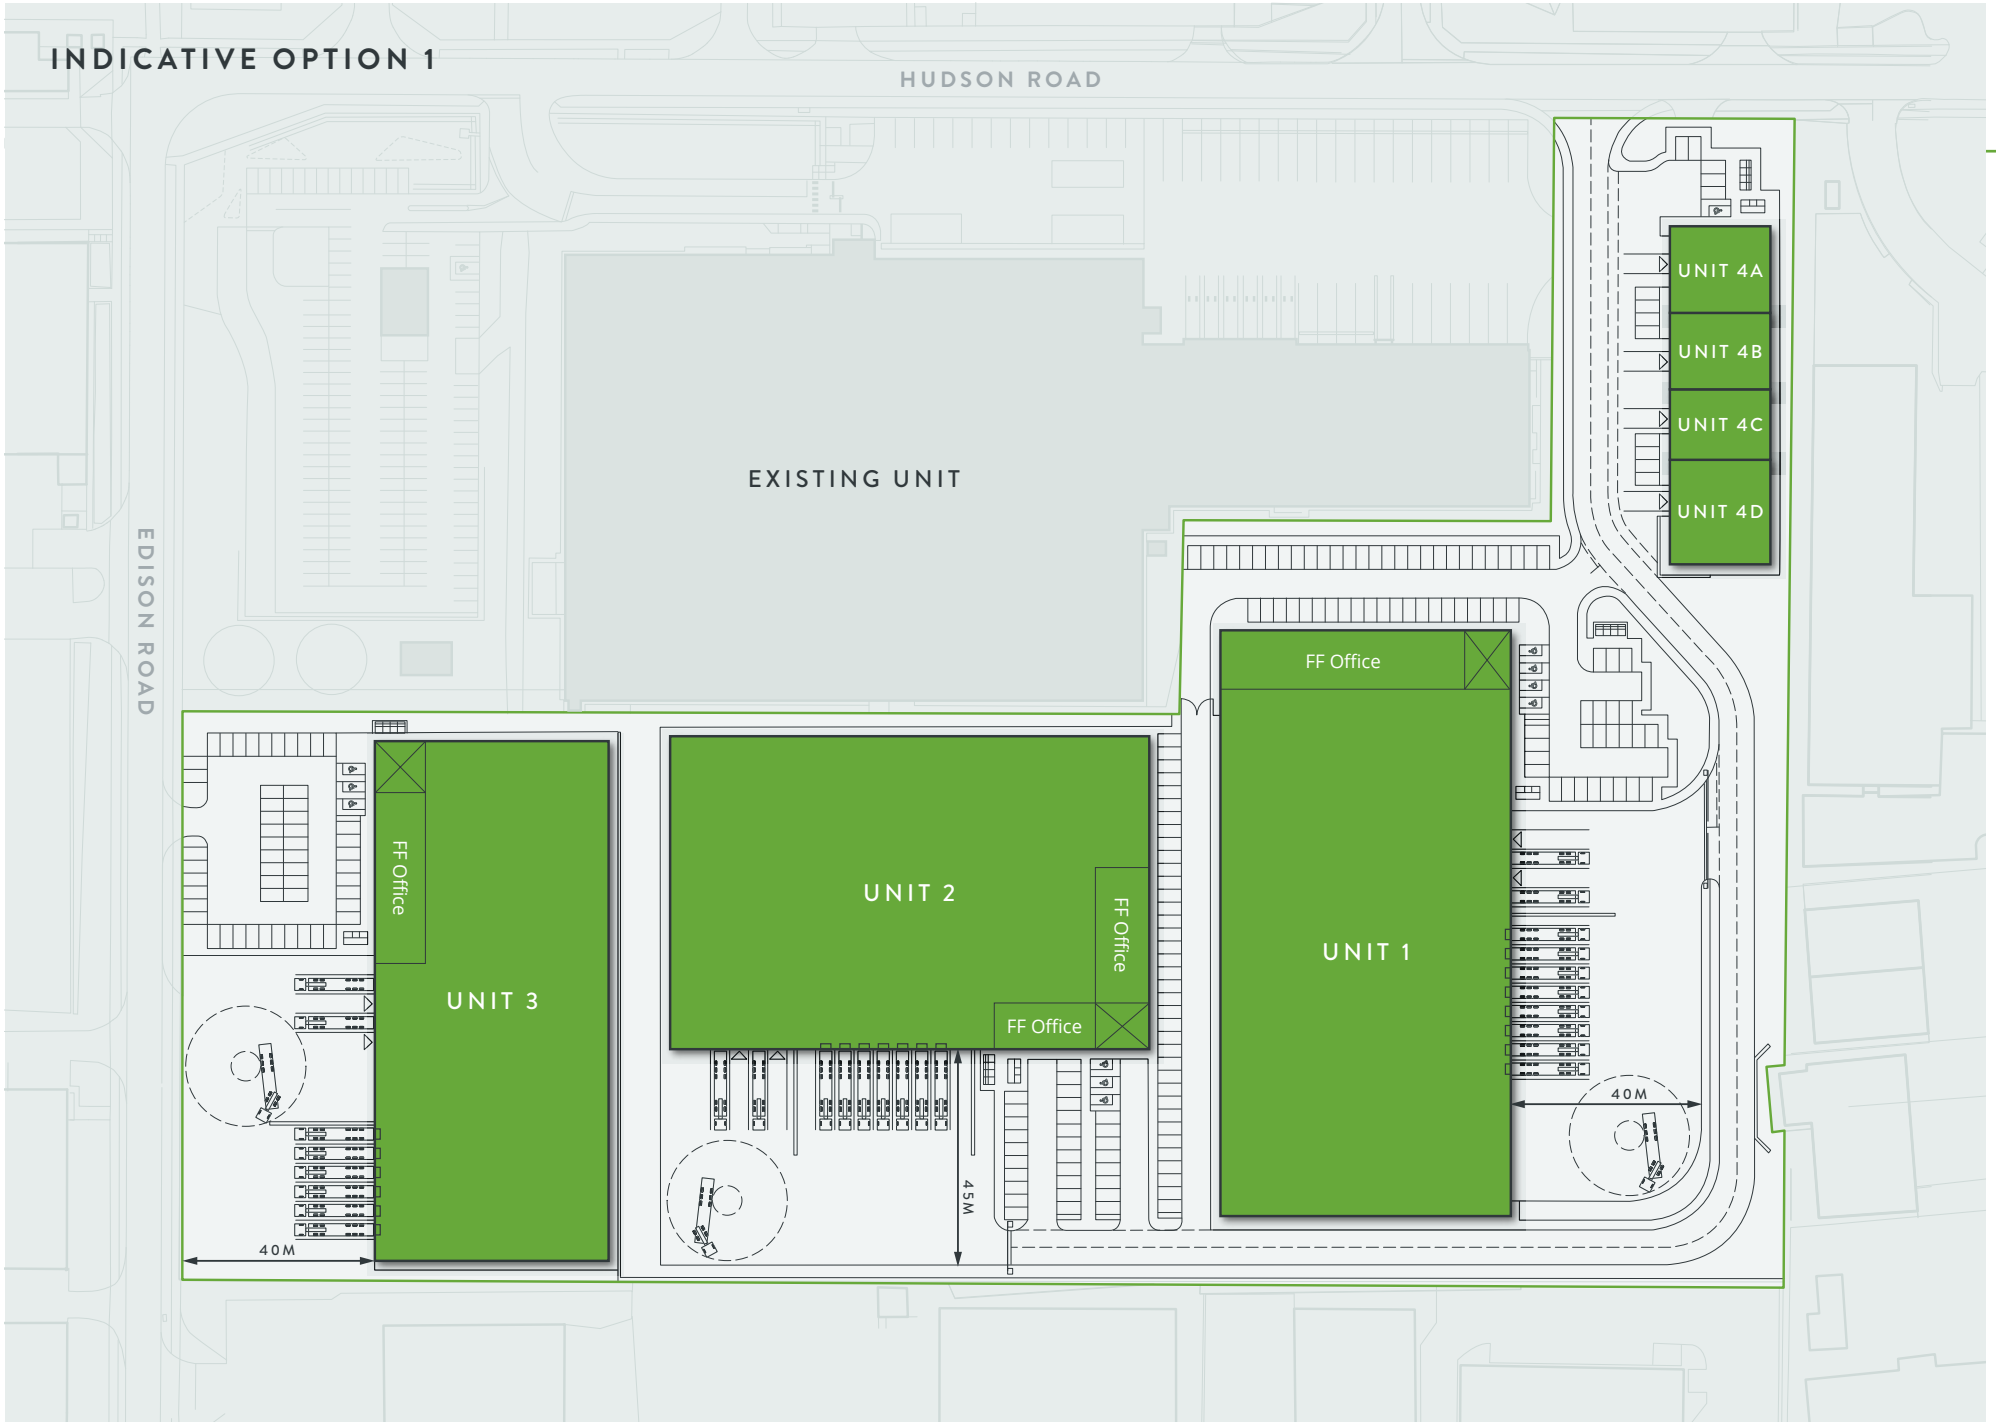 INDICATIVE OPTION 1
HUDSON ROAD
UNIT 4A
UNIT 4B
UNIT 4C
UNIT 4D
EXISTING UNIT
EDISON ROAD
FF Office
UNIT 1
40M
UNIT 2
FF Office
FF Office
45M
FF Office
UNIT 3
40M